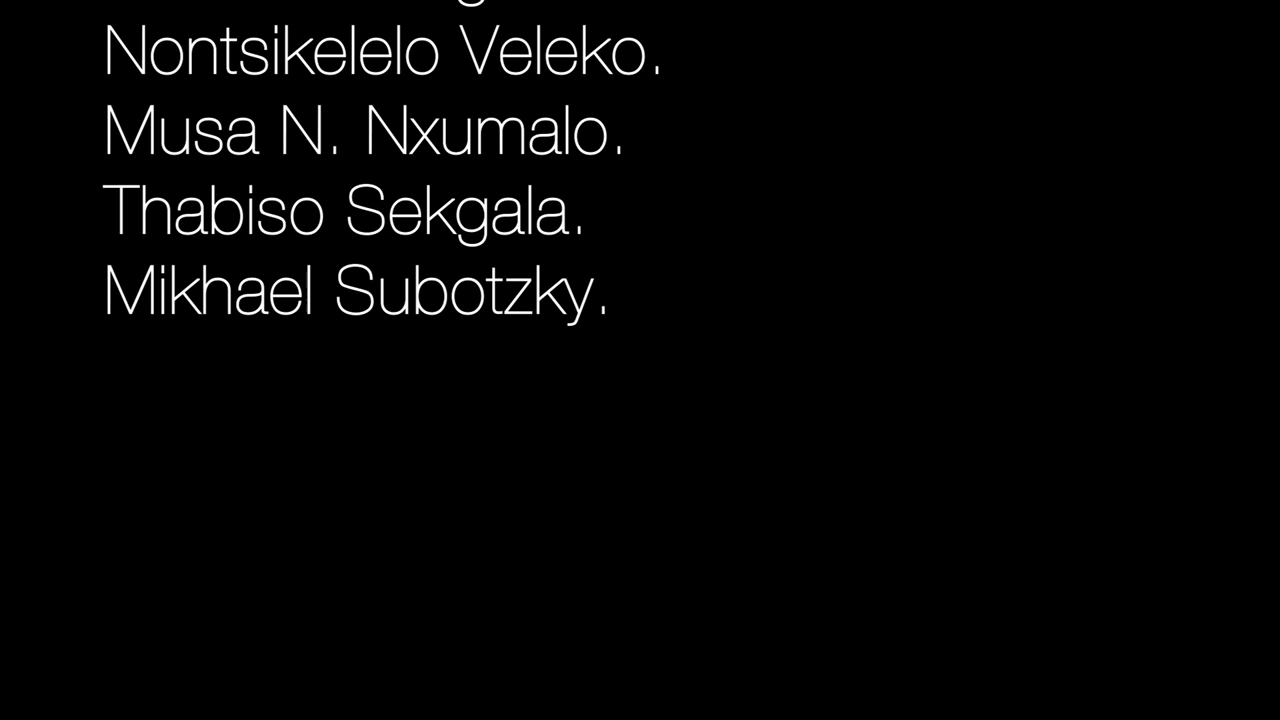 Nontsikelelo Veleko.
Musa N. Nxumalo.
Thabiso Sekgala.
Mikhael Subotzky.